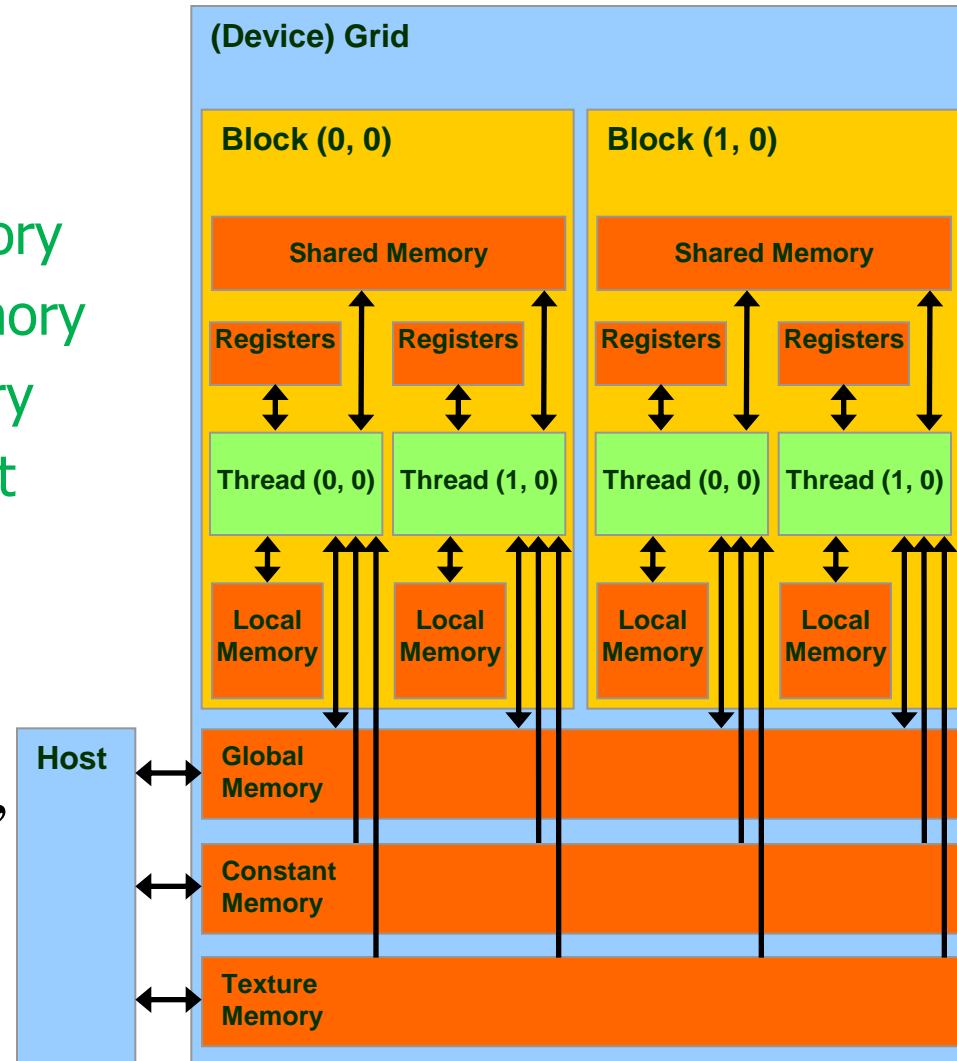 (Device) Grid
Block (0, 0)
Block (1, 0)
Shared Memory
Shared Memory
Registers
Registers
Registers
Registers
Thread (0, 0)
Thread (1, 0)
Thread (0, 0)
Thread (1, 0)
Local
Memory
Local
Memory
Local
Memory
Local
Memory
Host
Global
Memory
Constant
Memory
Texture
Memory